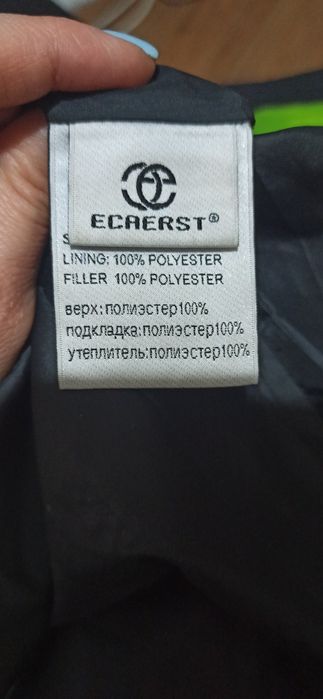 ECAERST®
LINING: 100% POLYESTER
FILLER 100% POLYESTER
верх:полиэстер100%
подкладка:полиэстер100%
утеплитель:полиэстер100%